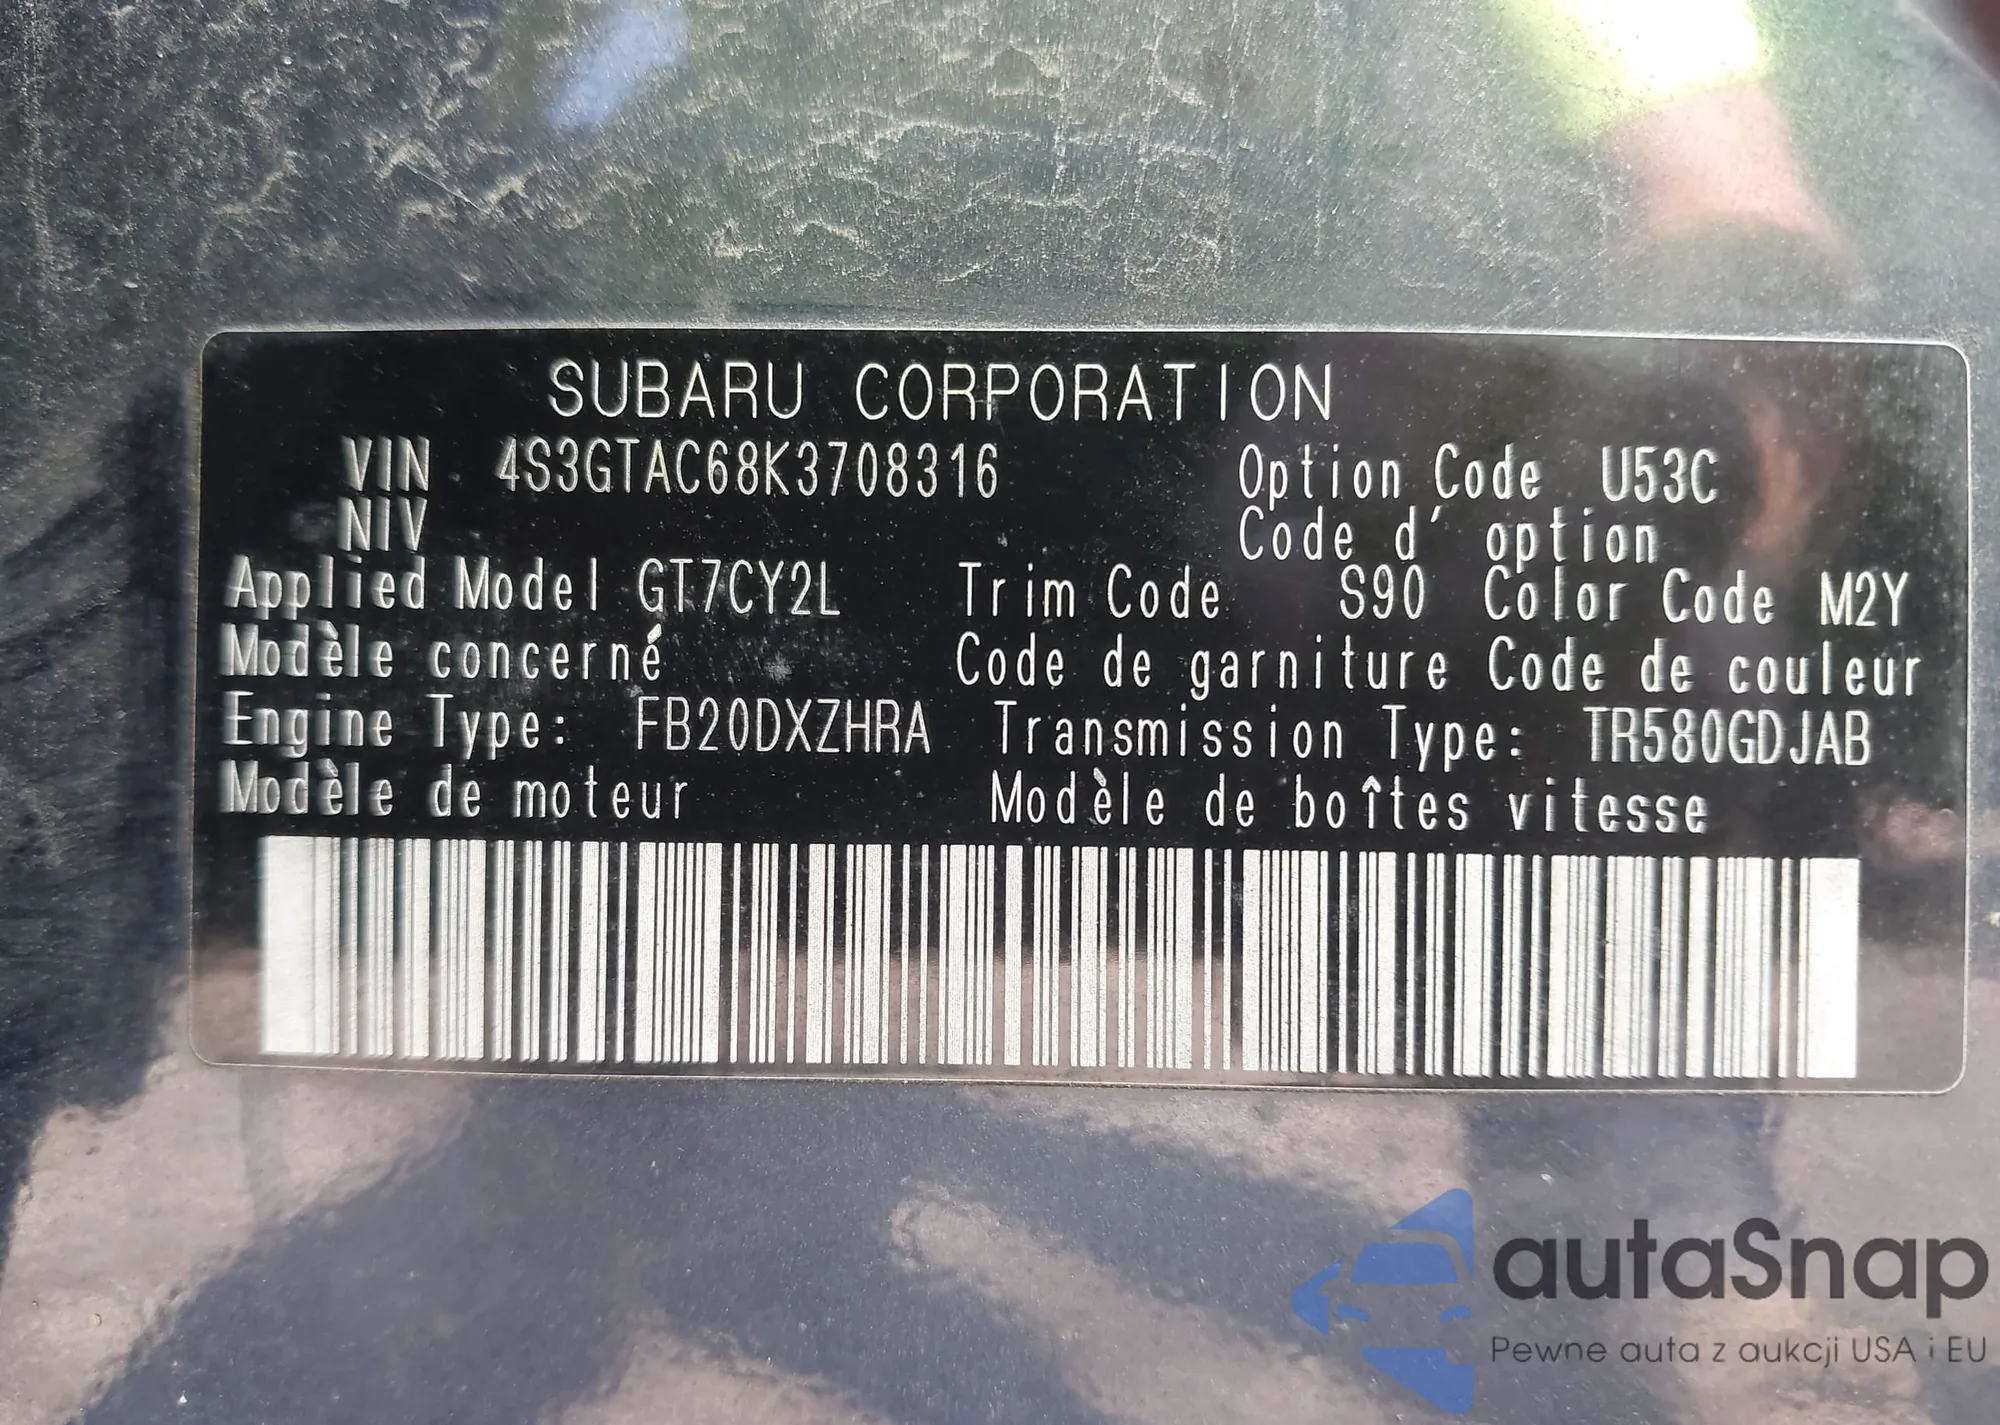 SUBARU CORPORATION
VIN 4S3GTAC68K3708316 Option Code U53C
NIV Code d' option
Applied Model GT7CY2L Trim Code S90 Color Code M2Y
Modèle concerné Code de garniture Code de couleur
Engine Type: FB20DXZHRA Transmission Type: TR580GDJAB
Modèle de moteur Modèle de boîtes vitesse
autaSnap
Pewne auta z aukcji USA i EU